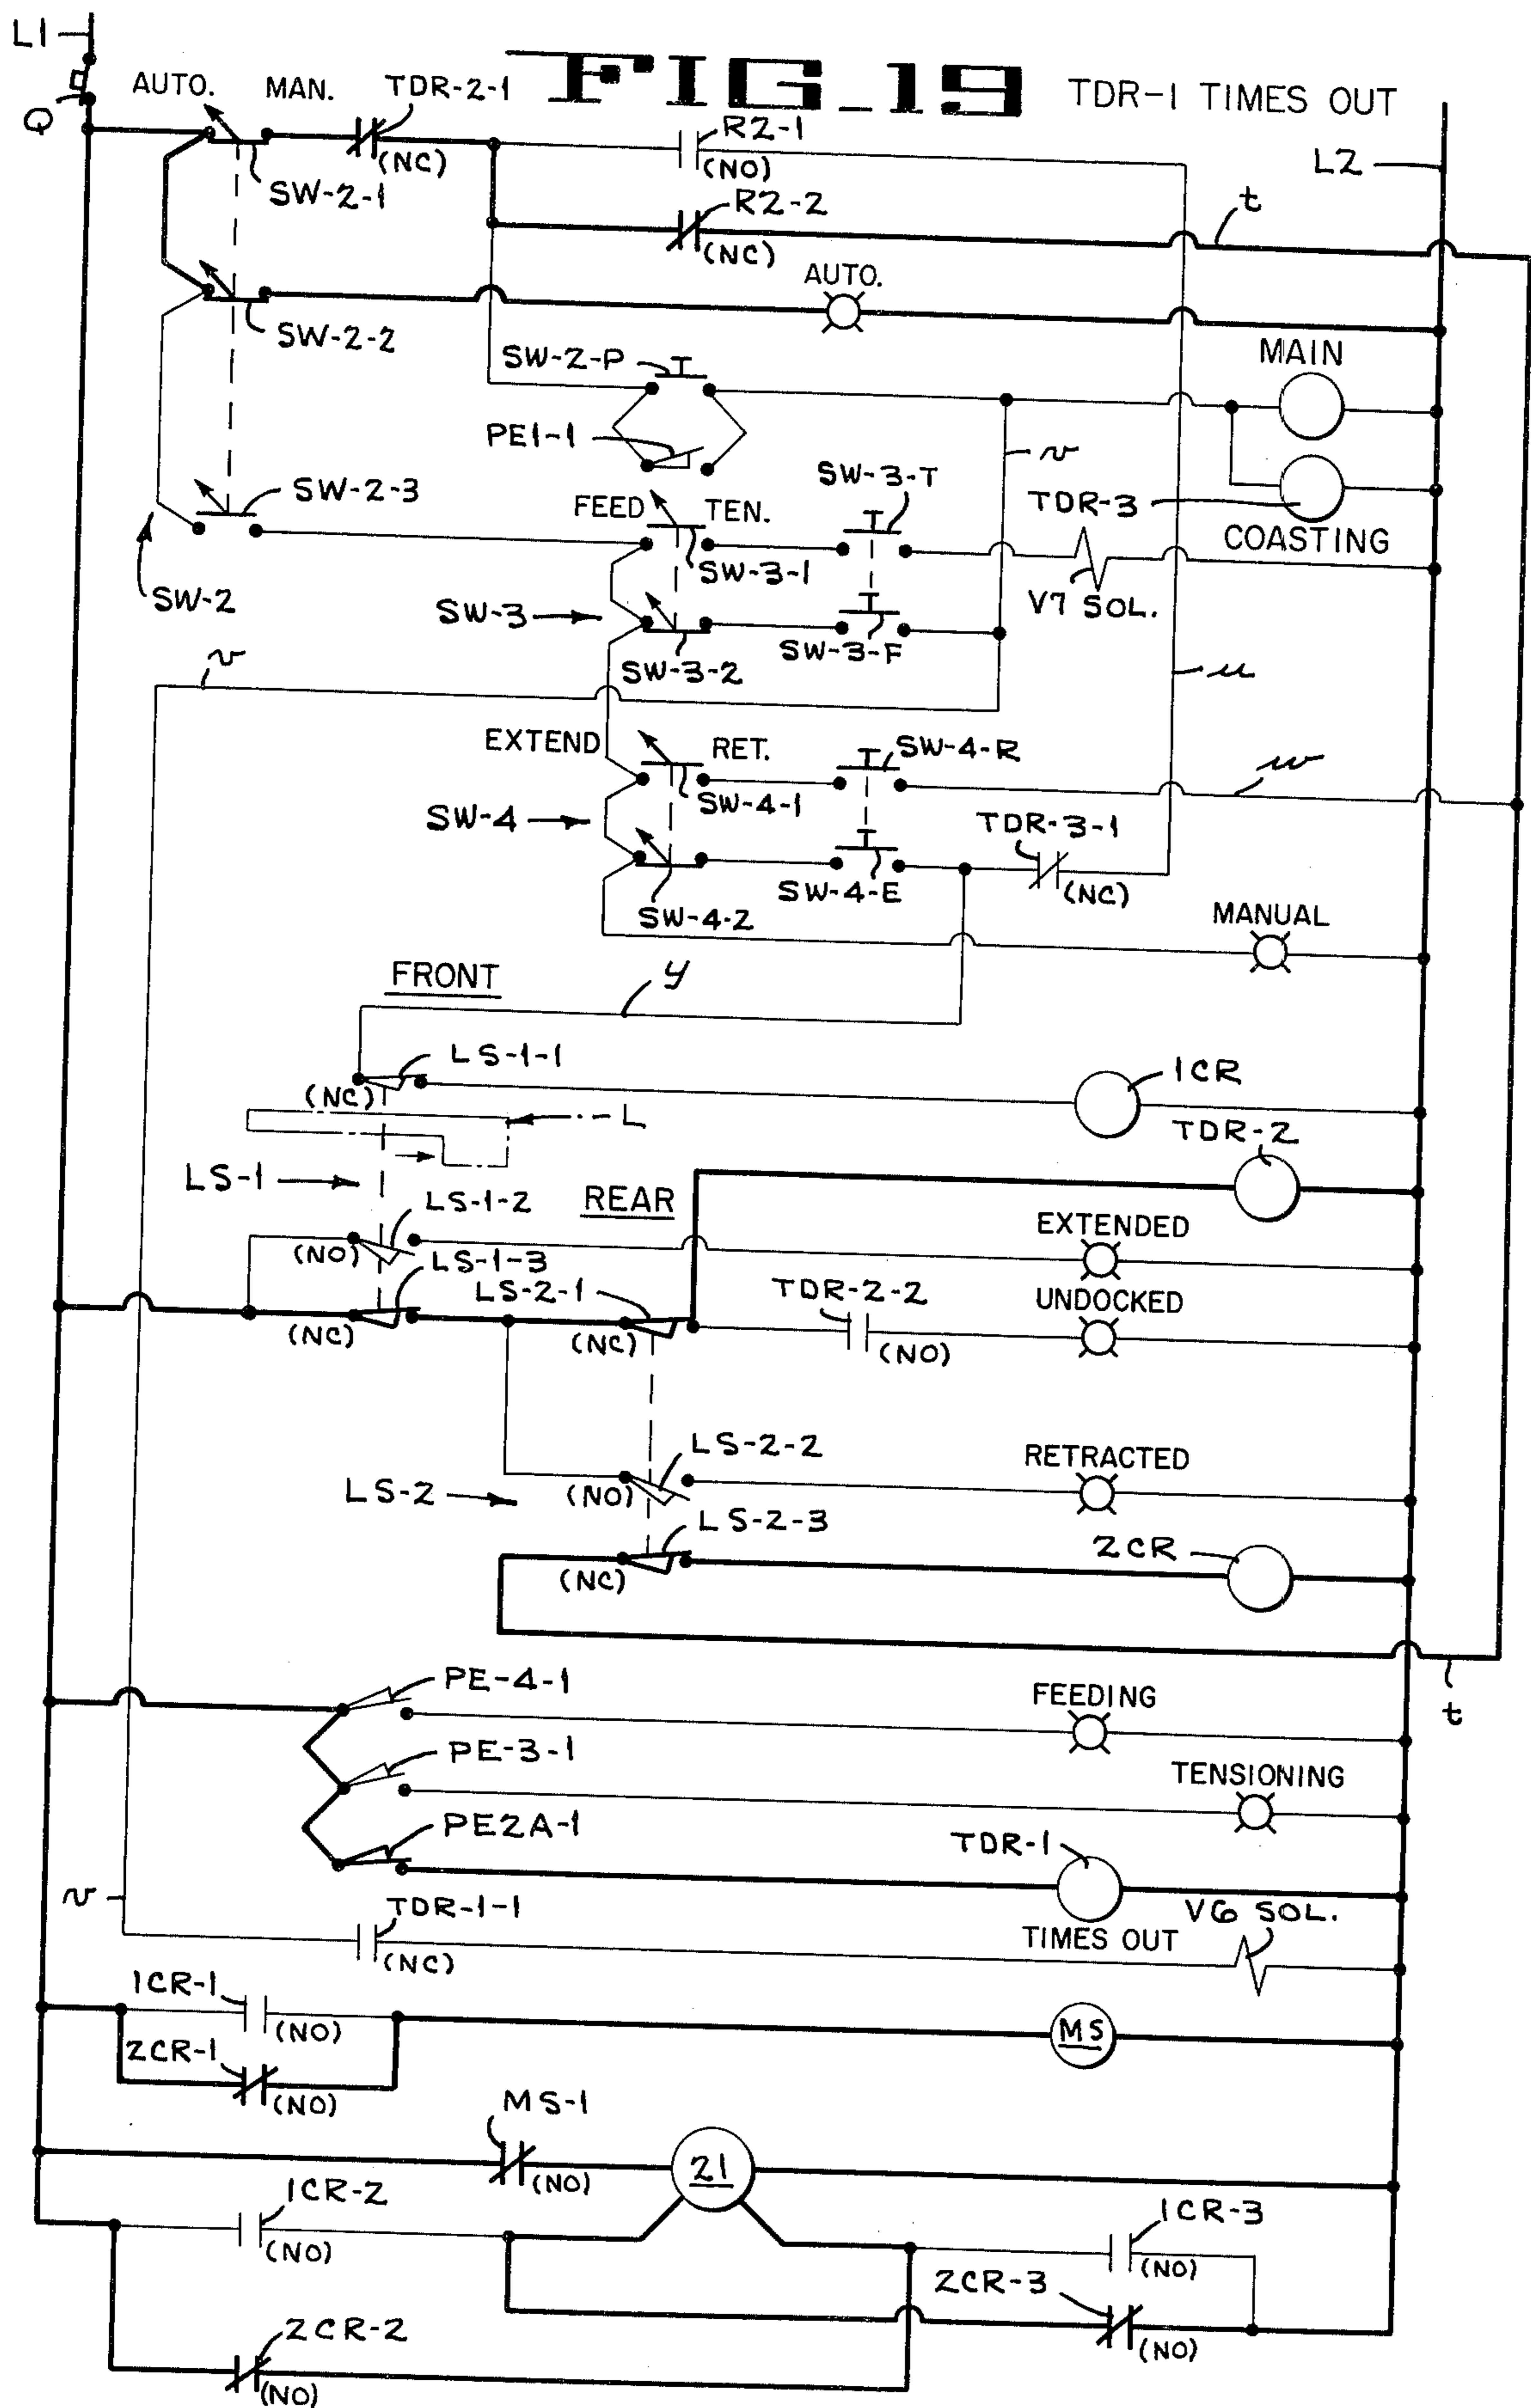 L1
FIG_19
TDR-1 TIMES OUT
Q
AUTO.
MAN.
TDR-2-1
(NC)
R2-1
(NO)
L2
SW-2-1
R2-2
(NC)
t
AUTO.
SW-2-2
SW-2-P
MAIN
PE1-1
v
SW-2-3
FEED
TEN.
SW-3-T
TDR-3
COASTING
SW-2
SW-3-1
V7 SOL.
SW-3
SW-3-F
SW-3-2
v
u
EXTEND
RET.
SW-4-R
w
SW-4-1
SW-4
TDR-3-1
SW-4-E
(NC)
SW-4-2
MANUAL
FRONT
y
LS-1-1
(NC)
1CR
L
TDR-2
LS-1
LS-1-2
REAR
EXTENDED
(NO)
LS-1-3
LS-2-1
TDR-2-2
UNDOCKED
(NC)
(NC)
(NO)
LS-2-2
RETRACTED
LS-2
(NO)
LS-2-3
2CR
(NC)
PE-4-1
FEEDING
t
PE-3-1
TENSIONING
PE2A-1
TDR-1
v
TDR-1-1
V6 SOL.
(NC)
TIMES OUT
1CR-1
(NO)
MS
2CR-1
(NO)
MS-1
(NO)
21
1CR-2
(NO)
1CR-3
(NO)
2CR-3
(NO)
2CR-2
(NO)